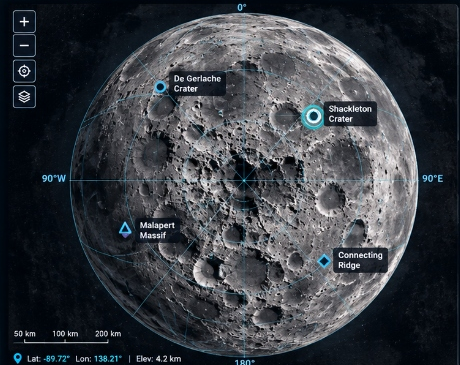 0°
De Gerlache
Crater
Shackleton
Crater
90°W
90°E
Malapert
Massif
Connecting
Ridge
50 km 100 km 200 km
Lat: -89.72° Lon: 138.21° | Elev: 4.2 km
180°